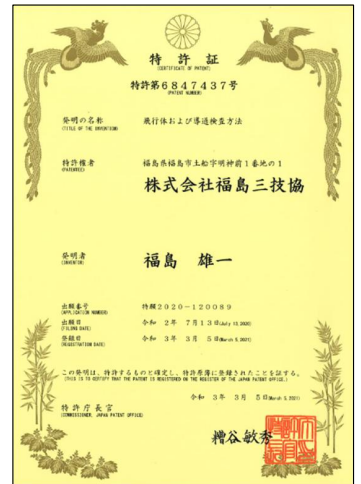 特許証
(CERTIFICATE OF PATENT)
特許第6847437号
(PATENT NUMBER)
発明の名称
(TITLE OF THE INVENTION)
飛行体および導通検査方法
特許権者
(PATENTEE)
福島県福島市土船字明神前1番地の1
株式会社福島三技協
発明者
(INVENTOR)
福島 雄一
出願番号
(APPLICATION NUMBER)
特願2020-120089
出願日
(FILING DATE)
令和 2年 7月13日(July 13,2020)
登録日
(REGISTRATION DATE)
令和 3年 3月 5日(March 5,2021)
この発明は、特許するものと確定し、特許原簿に登録されたことを証する。
(THIS IS TO CERTIFY THAT THE PATENT IS REGISTERED ON THE REGISTER OF THE JAPAN PATENT OFFICE.)
令和 3年 3月 5日(March 5,2021)
特許庁長官
(COMMISSIONER, JAPAN PATENT OFFICE)
糟谷敏秀